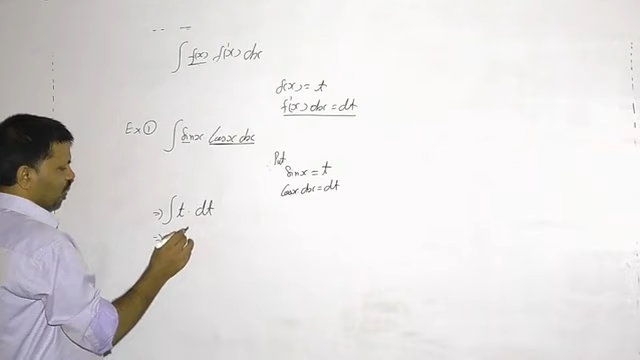 ∫ f(x) f'(x) dx
f(x) = t
f'(x) dx = dt
Ex ① ∫ sinx cosx dx
Put
sinx = t
cosx dx = dt
⇒ ∫ t · dt
⇒